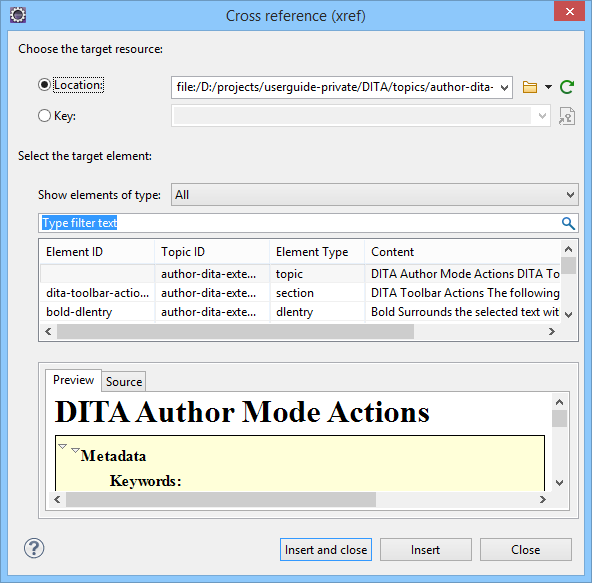 Cross reference (xref)
Choose the target resource:
Location:
file:/D:/projects/userguide-private/DITA/topics/author-dita-
Key:
Select the target element:
Show elements of type:
All
Type filter text
Element ID Topic ID Element Type Content
author-dita-exte... topic DITA Author Mode Actions DITA To
dita-toolbar-actio... author-dita-exte... section DITA Toolbar Actions The following
bold-dlentry author-dita-exte... dlentry Bold Surrounds the selected text wit
Preview Source
DITA Author Mode Actions
Metadata
Keywords:
?
Insert and close Insert Close